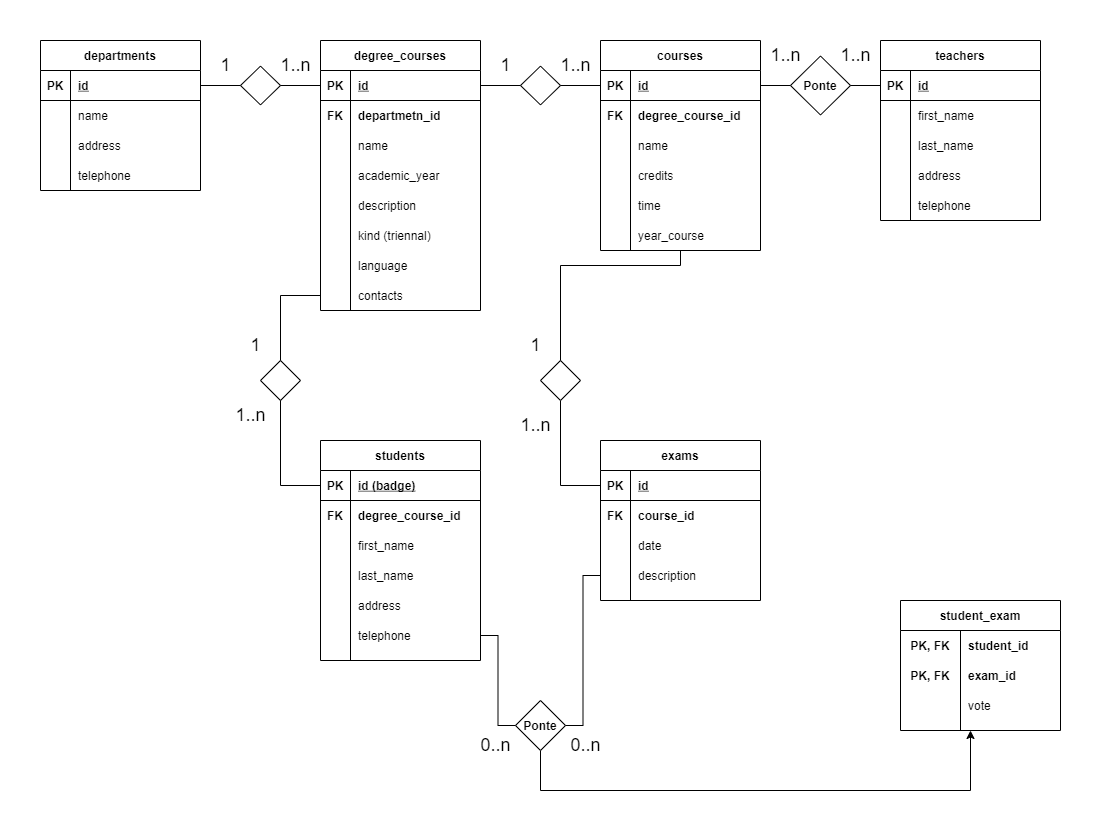 departments
PK id
name
address
telephone
1
1..n
degree_courses
PK id
FK departmetn_id
name
academic_year
description
kind (triennal)
language
contacts
1
1..n
courses
PK id
FK degree_course_id
name
credits
time
year_course
1..n
Ponte
1..n
teachers
PK id
first_name
last_name
address
telephone
1
1..n
1
1..n
students
PK id (badge)
FK degree_course_id
first_name
last_name
address
telephone
exams
PK id
FK course_id
date
description
0..n
Ponte
0..n
student_exam
PK, FK student_id
PK, FK exam_id
vote